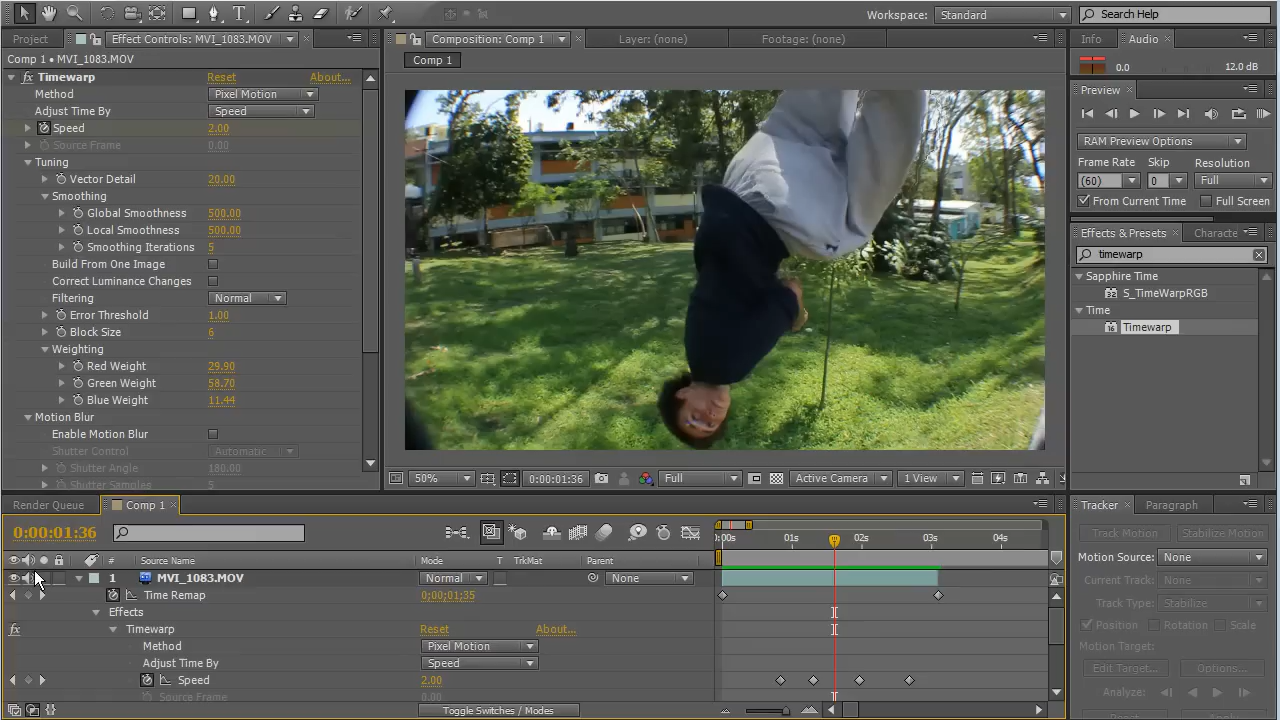 Workspace: Standard Search Help
Project Effect Controls: MVI_1083.MOV
Comp 1 • MVI_1083.MOV
Timewarp Reset About...
Method Pixel Motion
Adjust Time By Speed
Speed 2.00
Source Frame 0.00
Tuning
Vector Detail 20.00
Smoothing
Global Smoothness 500.00
Local Smoothness 500.00
Smoothing Iterations 5
Build From One Image
Correct Luminance Changes
Filtering Normal
Error Threshold 1.00
Block Size 6
Weighting
Red Weight 29.90
Green Weight 58.70
Blue Weight 11.44
Motion Blur
Enable Motion Blur
Shutter Control Automatic
Shutter Angle 180.00
Shutter Samples 5
Composition: Comp 1 Layer: (none) Footage: (none)
Comp 1
50% 0:00:01:36 Full Active Camera 1 View
Info Audio
0.0 12.0 dB
Preview
RAM Preview Options
Frame Rate Skip Resolution
(60) 0 Full
From Current Time Full Screen
Effects & Presets Characte
timewarp
Sapphire Time
S_TimeWarpRGB
Time
Timewarp
Render Queue Comp 1
0:00:01:36
:00s 01s 02s 03s 04s
# Source Name Mode T TrkMat Parent
1 MVI_1083.MOV Normal None
Time Remap 0;00;01;35
Effects
Timewarp Reset About...
Method Pixel Motion
Adjust Time By Speed
Speed 2.00
Source Frame 0.00
Toggle Switches / Modes
Tracker Paragraph
Track Motion Stabilize Motion
Motion Source: None
Current Track: None
Track Type: Stabilize
Position Rotation Scale
Motion Target:
Edit Target... Options...
Analyze: